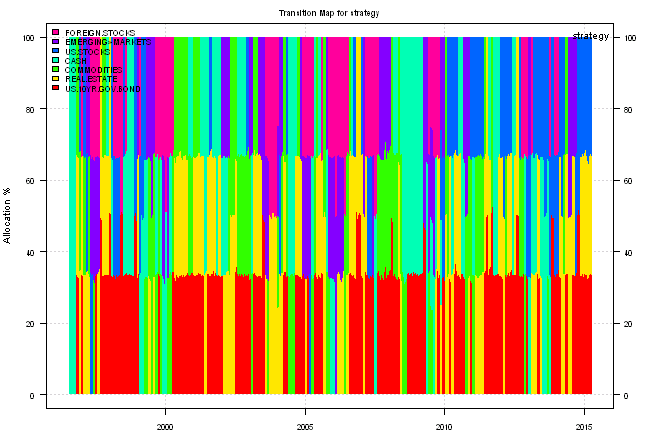 Transition Map for strategy
strategy
FOREIGN.STOCKS
EMERGING>MARKETS
US.STOCKS
CASH
COMMODITIES
REAL.ESTATE
US.10YR.GOV.BOND
Allocation %
100
80
60
40
20
0
100
80
60
40
20
0
2000 2005 2010 2015